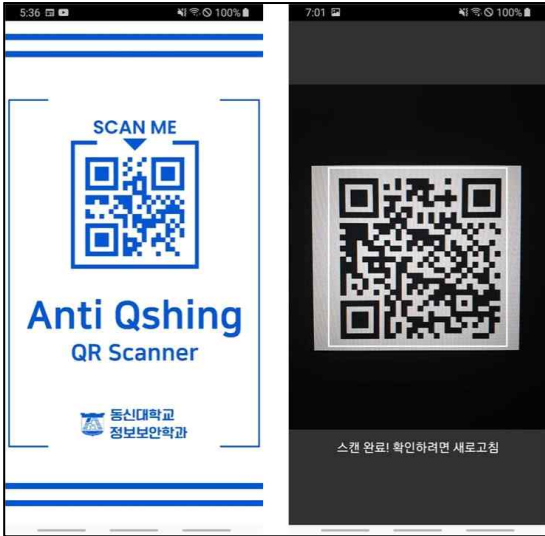 5:36 100%
SCAN ME
Anti Qshing
QR Scanner
동신대학교
정보보안학과
7:01 100%
스캔 완료! 확인하려면 새로고침